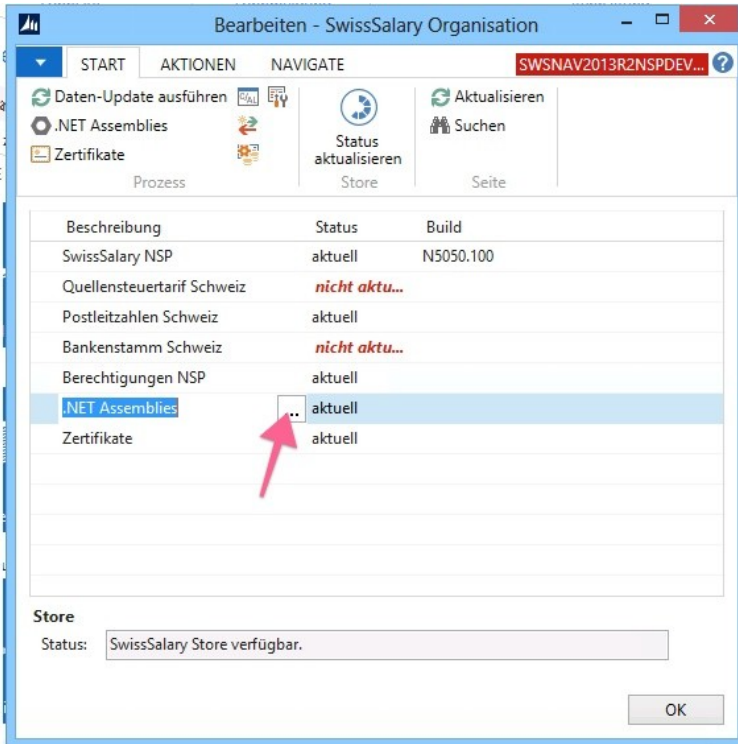 Bearbeiten - SwissSalary Organisation
START AKTIONEN NAVIGATE SWSNAV2013R2NSPDEV...
Daten-Update ausführen
.NET Assemblies
Zertifikate
Prozess
Status
aktualisieren
Store
Aktualisieren
Suchen
Seite
Beschreibung Status Build
SwissSalary NSP aktuell N5050.100
Quellensteuertarif Schweiz nicht aktu...
Postleitzahlen Schweiz aktuell
Bankenstamm Schweiz nicht aktu...
Berechtigungen NSP aktuell
.NET Assemblies ... aktuell
Zertifikate aktuell
Store
Status: SwissSalary Store verfügbar.
OK